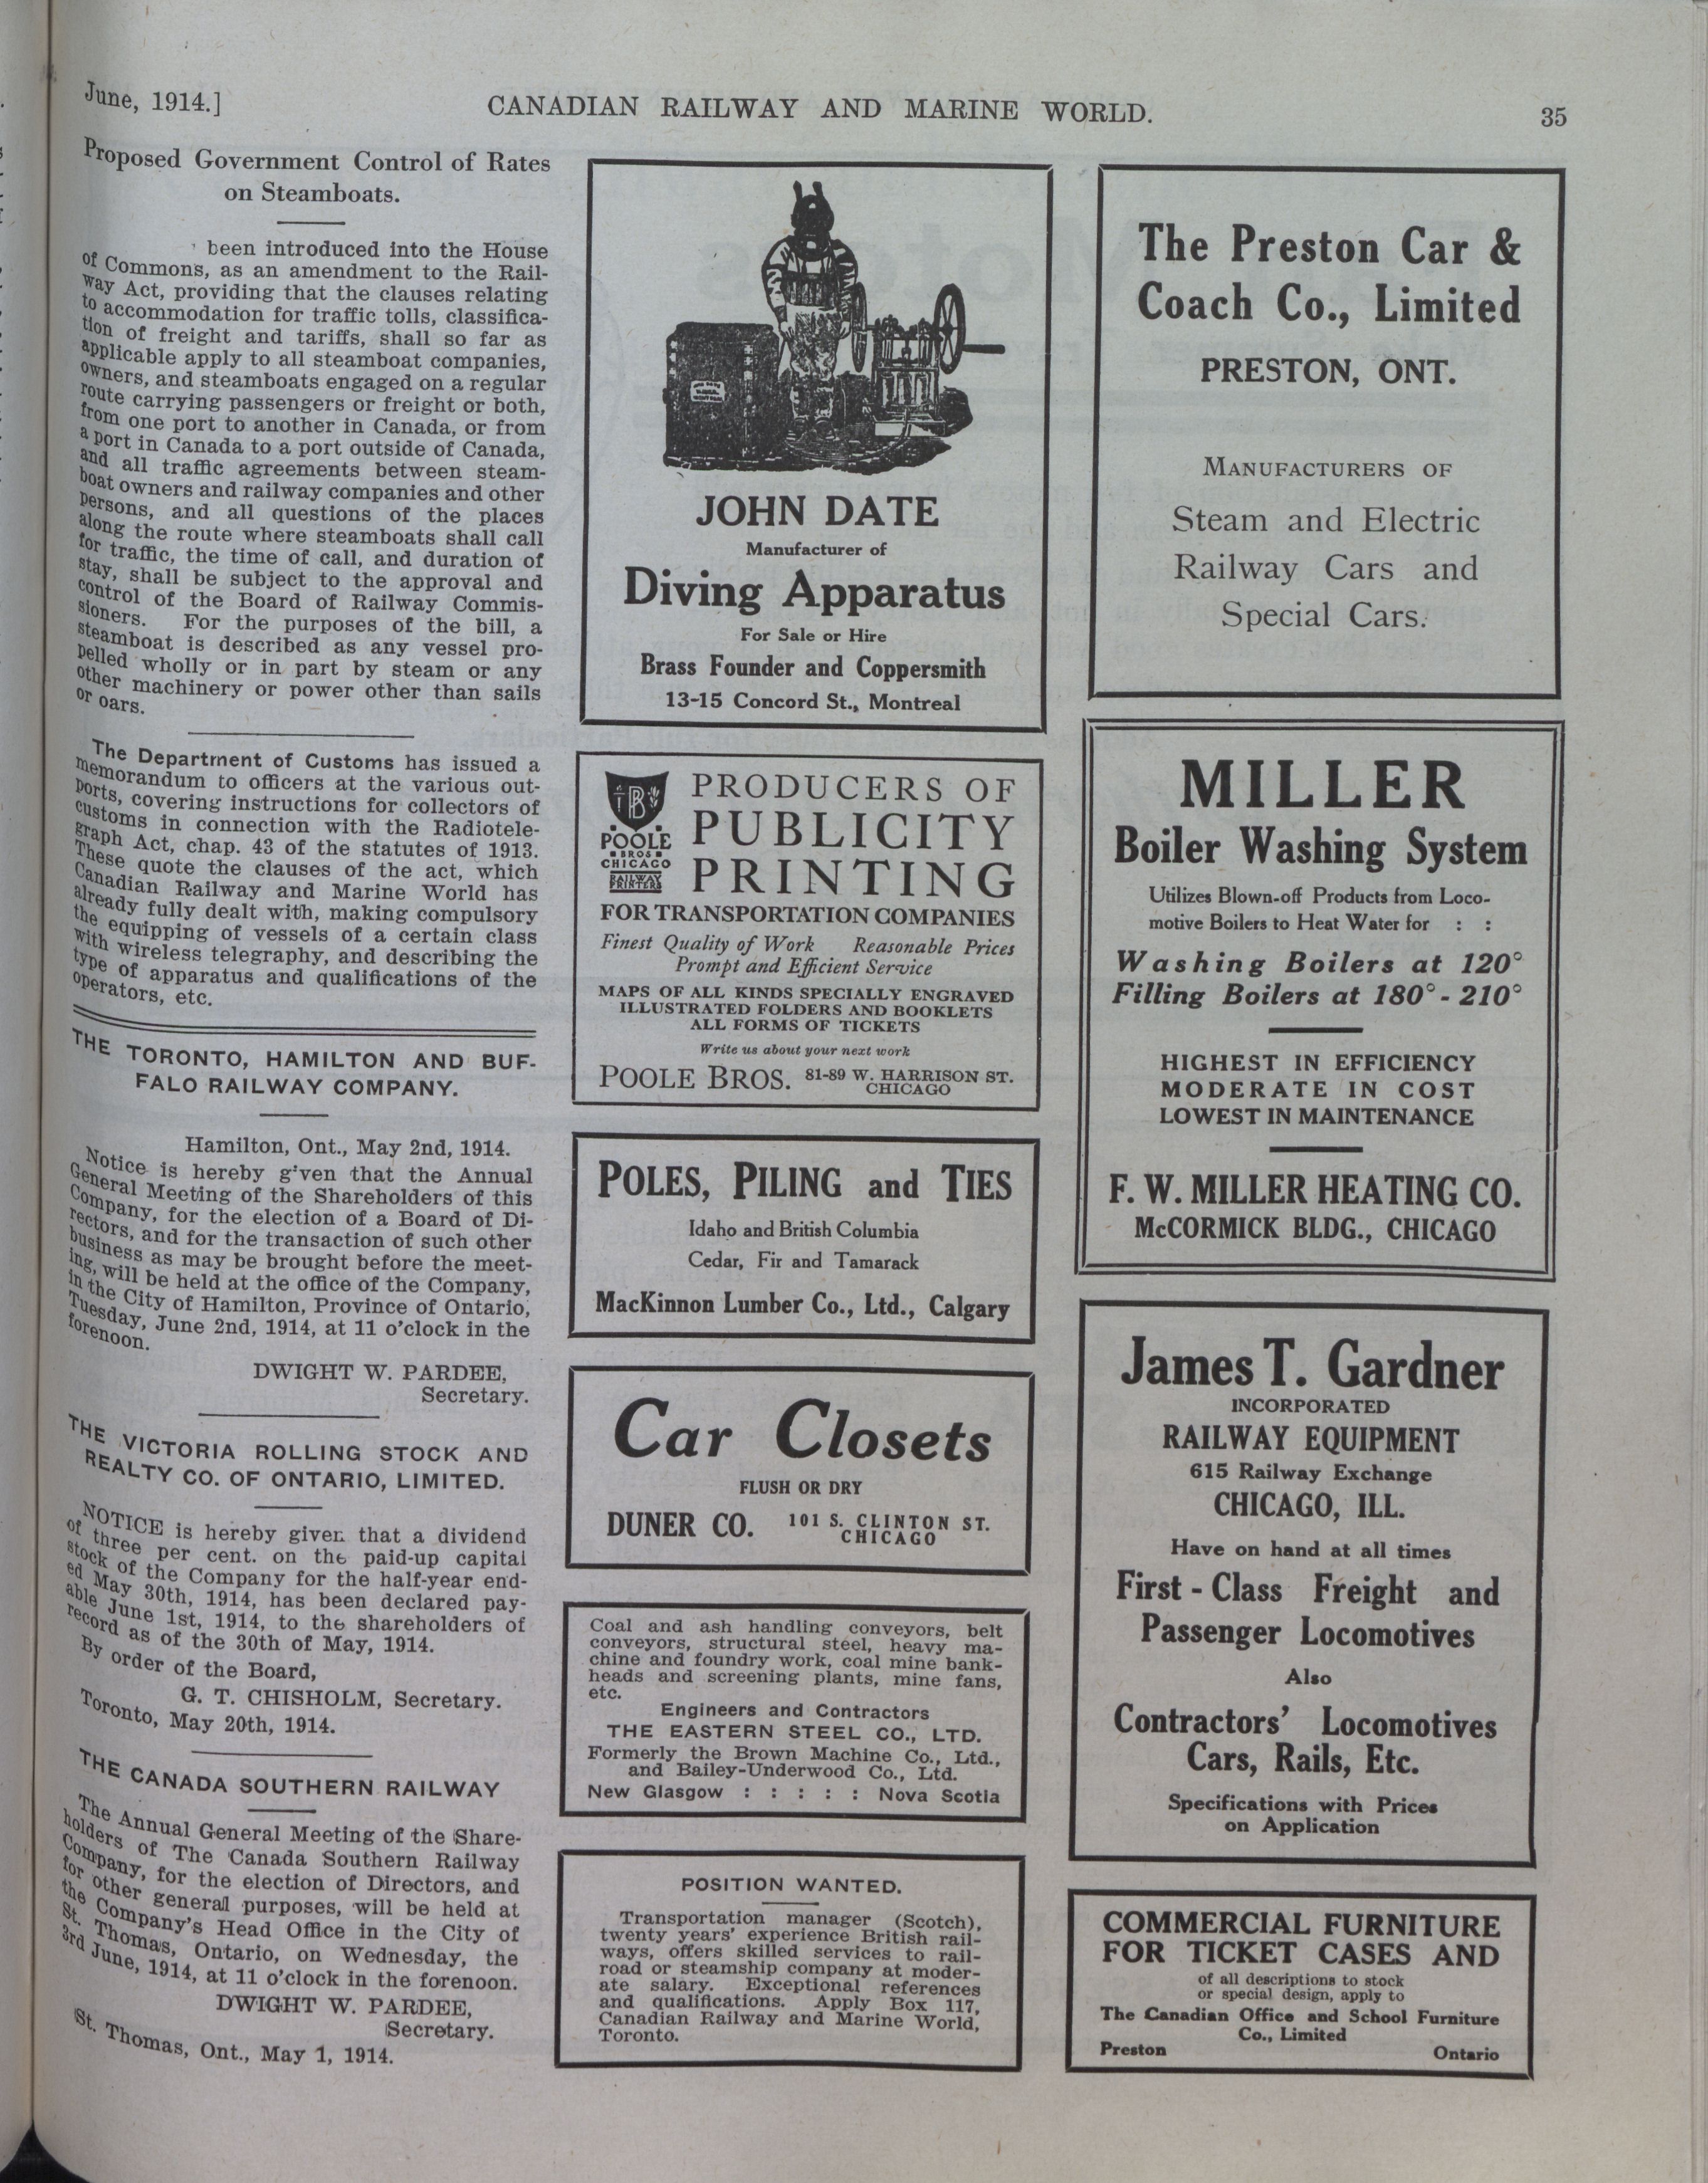 June, 1914.]
CANADIAN RAILWAY AND MARINE WORLD.
35
Proposed Government Control of Rates
on Steamboats.
been introduced into the House
of Commons, as an amendment to the Rail-
way Act, providing that the clauses relating
to accommodation for traffic tolls, classifica-
tion of freight and tariffs, shall so far as
applicable apply to all steamboat companies,
owners, and steamboats engaged on a regular
route carrying passengers or freight or both,
from one port to another in Canada, or from
a port in Canada to a port outside of Canada,
and all traffic agreements between steam-
boat owners and railway companies and other
persons, and all questions of the places
along the route where steamboats shall call
for traffic, the time of call, and duration of
stay, shall be subject to the approval and
control of the Board of Railway Commis-
sioners. For the purposes of the bill, a
steamboat is described as any vessel pro-
pelled wholly or in part by steam or any
other machinery or power other than sails
or oars.
The Department of Customs has issued a
memorandum to officers at the various out-
ports, covering instructions for collectors of
customs in connection with the Radiotele-
graph Act, chap. 43 of the statutes of 1913.
These quote the clauses of the act, which
Canadian Railway and Marine World has
already fully dealt with, making compulsory
the equipping of vessels of a certain class
with wireless telegraphy, and describing the
type of apparatus and qualifications of the
operators, etc.
THE TORONTO, HAMILTON AND BUF-
FALO RAILWAY COMPANY.
Hamilton, Ont., May 2nd, 1914.
Notice is hereby g'ven that the Annual
General Meeting of the Shareholders of this
Company, for the election of a Board of Di-
rectors, and for the transaction of such other
business as may be brought before the meet-
ing, will be held at the office of the Company,
in the City of Hamilton, Province of Ontario,
Tuesday, June 2nd, 1914, at 11 o'clock in the
forenoon.
DWIGHT W. PARDEE,
Secretary.
THE VICTORIA ROLLING STOCK AND
REALTY CO. OF ONTARIO, LIMITED.
NOTICE is hereby given that a dividend
of three per cent. on the paid-up capital
stock of the Company for the half-year end-
ed May 30th, 1914, has been declared pay-
able June 1st, 1914, to the shareholders of
record as of the 30th of May, 1914.
By order of the Board,
G. T. CHISHOLM, Secretary.
Toronto, May 20th, 1914.
THE CANADA SOUTHERN RAILWAY
The Annual General Meeting of the Share-
holders of The Canada Southern Railway
Company, for the election of Directors, and
for other general purposes, will be held at
the Company's Head Office in the City of
St. Thomas, Ontario, on Wednesday, the
3rd June, 1914, at 11 o'clock in the forenoon.
DWIGHT W. PARDEE,
Secretary.
St. Thomas, Ont., May 1, 1914.
JOHN DATE
Manufacturer of
Diving Apparatus
For Sale or Hire
Brass Founder and Coppersmith
13-15 Concord St., Montreal
POOLE
BROS
CHICAGO
RAILWAY
PRINTERS
PRODUCERS OF
PUBLICITY
PRINTING
FOR TRANSPORTATION COMPANIES
Finest Quality of Work Reasonable Prices
Prompt and Efficient Service
MAPS OF ALL KINDS SPECIALLY ENGRAVED
ILLUSTRATED FOLDERS AND BOOKLETS
ALL FORMS OF TICKETS
Write us about your next work
POOLE BROS. 81-89 W. HARRISON ST.
CHICAGO
POLES, PILING and TIES
Idaho and British Columbia
Cedar, Fir and Tamarack
MacKinnon Lumber Co., Ltd., Calgary
Car Closets
FLUSH OR DRY
DUNER CO. 101 S. CLINTON ST.
CHICAGO
Coal and ash handling conveyors, belt
conveyors, structural steel, heavy ma-
chine and foundry work, coal mine bank-
heads and screening plants, mine fans,
etc.
Engineers and Contractors
THE EASTERN STEEL CO., LTD.
Formerly the Brown Machine Co., Ltd.,
and Bailey-Underwood Co., Ltd.
New Glasgow : : : : : Nova Scotia
POSITION WANTED.
Transportation manager (Scotch),
twenty years' experience British rail-
ways, offers skilled services to rail-
road or steamship company at moder-
ate salary. Exceptional references
and qualifications. Apply Box 117,
Canadian Railway and Marine World,
Toronto.
The Preston Car &
Coach Co., Limited
PRESTON, ONT.
MANUFACTURERS OF
Steam and Electric
Railway Cars and
Special Cars.
MILLER
Boiler Washing System
Utilizes Blown-off Products from Loco-
motive Boilers to Heat Water for : :
Washing Boilers at 120°
Filling Boilers at 180°-210°
HIGHEST IN EFFICIENCY
MODERATE IN COST
LOWEST IN MAINTENANCE
F. W. MILLER HEATING CO.
McCORMICK BLDG., CHICAGO
James T. Gardner
INCORPORATED
RAILWAY EQUIPMENT
615 Railway Exchange
CHICAGO, ILL.
Have on hand at all times
First-Class Freight and
Passenger Locomotives
Also
Contractors' Locomotives
Cars, Rails, Etc.
Specifications with Prices
on Application
COMMERCIAL FURNITURE
FOR TICKET CASES AND
of all descriptions to stock
or special design, apply to
The Canadian Office and School Furniture
Co., Limited
Preston Ontario